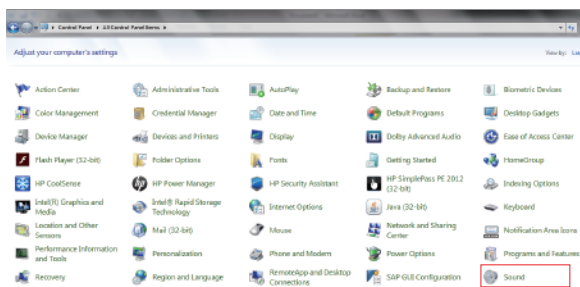 Control Panel ▸ All Control Panel Items ▸
Adjust your computer's settings
View by:
Action Center
Administrative Tools
AutoPlay
Backup and Restore
Biometric Devices
Color Management
Credential Manager
Date and Time
Default Programs
Desktop Gadgets
Device Manager
Devices and Printers
Display
Dolby Advanced Audio
Ease of Access Center
Flash Player (32-bit)
Folder Options
Fonts
Getting Started
HomeGroup
HP CoolSense
HP Power Manager
HP Security Assistant
HP SimplePass PE 2012
(32-bit)
Indexing Options
Intel(R) Graphics and
Media
Intel® Rapid Storage
Technology
Internet Options
Java (32-bit)
Keyboard
Location and Other
Sensors
Mail (32-bit)
Mouse
Network and Sharing
Center
Notification Area Icons
Performance Information
and Tools
Personalization
Phone and Modem
Power Options
Programs and Features
Recovery
Region and Language
RemoteApp and Desktop
Connections
SAP GUI Configuration
Sound